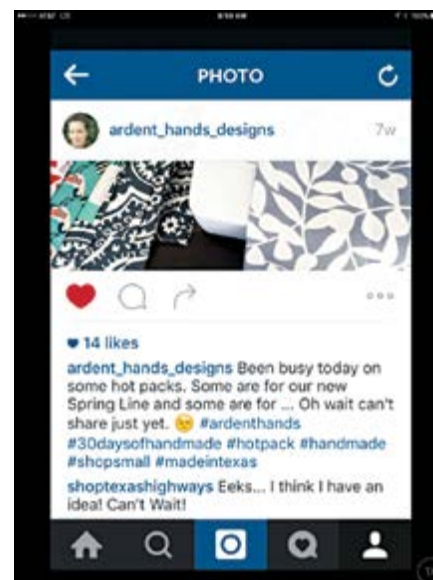 PHOTO
ardent_hands_designs 7w
14 likes
ardent_hands_designs Been busy today on
some hot packs. Some are for our new
Spring Line and some are for ... Oh wait can't
share just yet. 😉 #ardenthands
#30daysofhandmade #hotpack #handmade
#shopsmall #madeintexas
shoptexashighways Eeks... I think I have an
idea! Can't Wait!